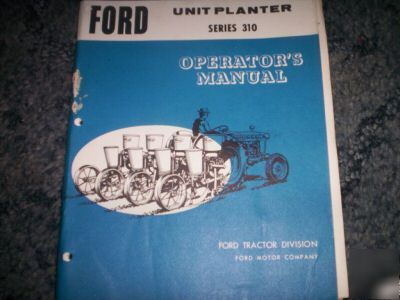 FORD
UNIT PLANTER
SERIES 310
OPERATOR'S
MANUAL
FORD TRACTOR DIVISION
FORD MOTOR COMPANY